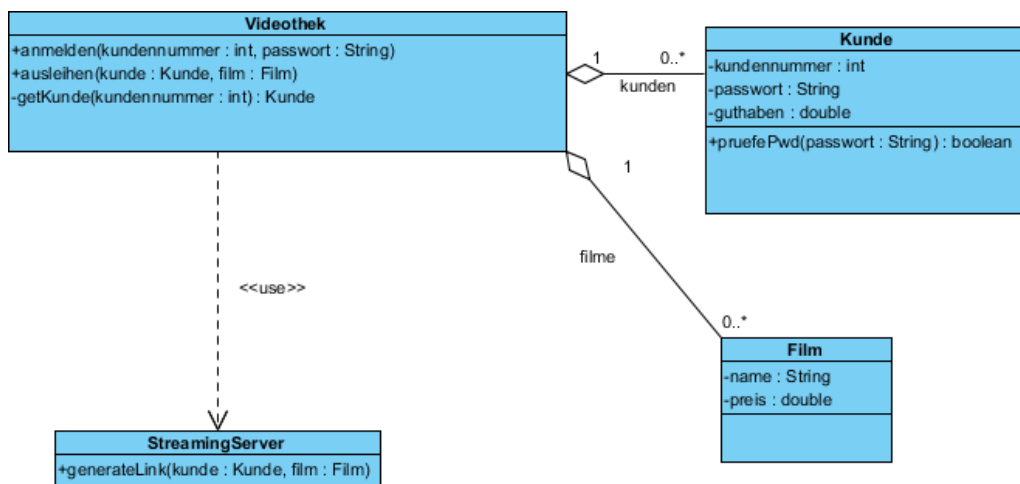 Videothek
+anmelden(kundennummer : int, passwort : String)
+ausleihen(kunde : Kunde, film : Film)
-getKunde(kundennummer : int) : Kunde
1
0..*
kunden
Kunde
-kundennummer : int
-passwort : String
-guthaben : double
+pruefePwd(passwort : String) : boolean
1
filme
0..*
<<use>>
Film
-name : String
-preis : double
StreamingServer
+generateLink(kunde : Kunde, film : Film)